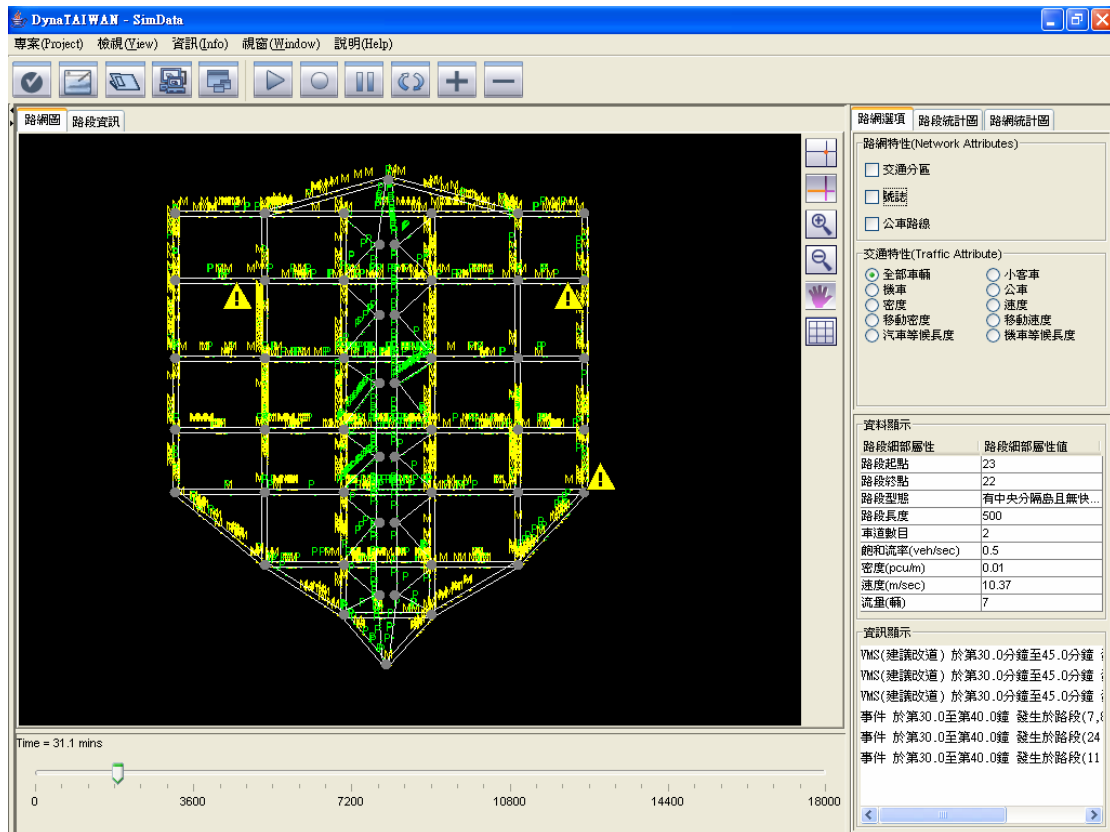 DynaTAIWAN - SimData
專案(Project) 檢視(View) 資訊(Info) 視窗(Window) 說明(Help)
路網圖 路段資訊
路網選項 路段統計圖 路網統計圖
路網特性(Network Attributes)
交通分區
號誌
公車路線
交通特性(Traffic Attribute)
全部車輛 小客車
機車 公車
密度 速度
移動密度 移動速度
汽車等候長度 機車等候長度
資料顯示
路段細部屬性 路段細部屬性值
路段起點 23
路段終點 22
路段型態 有中央分隔島且無快...
路段長度 500
車道數目 2
飽和流率(veh/sec) 0.5
密度(pcu/m) 0.01
速度(m/sec) 10.37
流量(輛) 7
資訊顯示
VMS(建議改道) 於第30.0分鐘至45.0分鐘
VMS(建議改道) 於第30.0分鐘至45.0分鐘
VMS(建議改道) 於第30.0分鐘至45.0分鐘
事件 於第30.0至第40.0鐘 發生於路段(7,
事件 於第30.0至第40.0鐘 發生於路段(24
事件 於第30.0至第40.0鐘 發生於路段(11
Time = 31.1 mins
0 3600 7200 10800 14400 18000